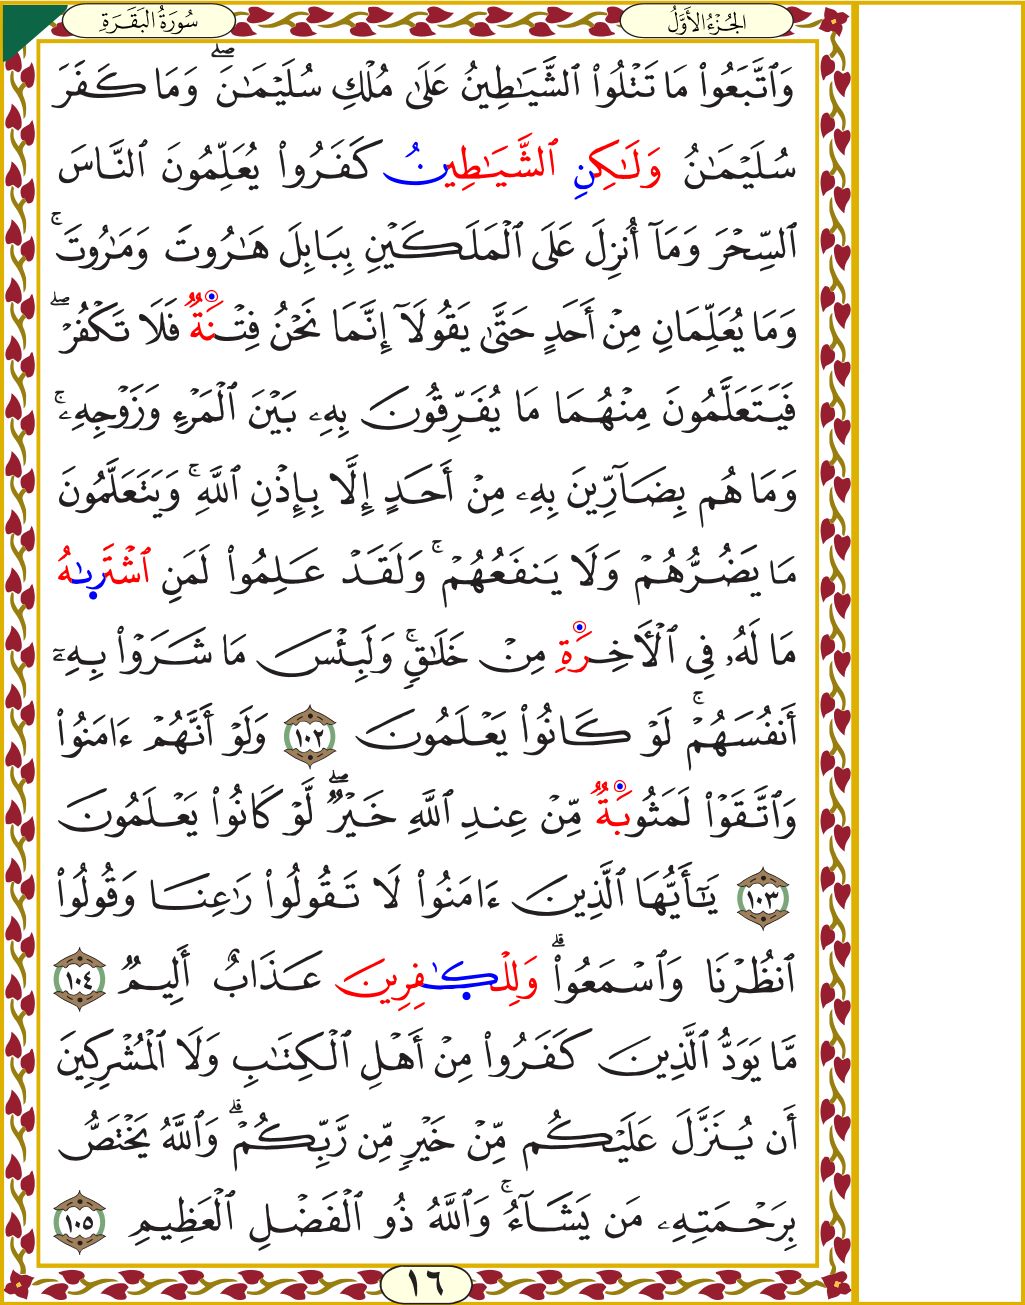 الجُزْءُ الأَوَّلُ
سُورَةُ البَقَرَةِ
وَٱتَّبَعُوا۟ مَا تَتْلُوا۟ ٱلشَّيَـٰطِينُ عَلَىٰ مُلْكِ سُلَيْمَـٰنَ ۖ وَمَا كَفَرَ
سُلَيْمَـٰنُ وَلَـٰكِنِ ٱلشَّيَـٰطِينُ كَفَرُوا۟ يُعَلِّمُونَ ٱلنَّاسَ
ٱلسِّحْرَ وَمَآ أُنزِلَ عَلَى ٱلْمَلَكَيْنِ بِبَابِلَ هَـٰرُوتَ وَمَـٰرُوتَ ۚ
وَمَا يُعَلِّمَانِ مِنْ أَحَدٍ حَتَّىٰ يَقُولَآ إِنَّمَا نَحْنُ فِتْنَةٌ فَلَا تَكْفُرْ ۖ
فَيَتَعَلَّمُونَ مِنْهُمَا مَا يُفَرِّقُونَ بِهِۦ بَيْنَ ٱلْمَرْءِ وَزَوْجِهِۦ ۚ
وَمَا هُم بِضَآرِّينَ بِهِۦ مِنْ أَحَدٍ إِلَّا بِإِذْنِ ٱللَّهِ ۚ وَيَتَعَلَّمُونَ
مَا يَضُرُّهُمْ وَلَا يَنفَعُهُمْ ۚ وَلَقَدْ عَلِمُوا۟ لَمَنِ ٱشْتَرَىٰهُ
مَا لَهُۥ فِى ٱلْـَٔاخِرَةِ مِنْ خَلَـٰقٍ ۚ وَلَبِئْسَ مَا شَرَوْا۟ بِهِۦٓ
أَنفُسَهُمْ ۚ لَوْ كَانُوا۟ يَعْلَمُونَ ١٠٢ وَلَوْ أَنَّهُمْ ءَامَنُوا۟
وَٱتَّقَوْا۟ لَمَثُوبَةٌ مِّنْ عِندِ ٱللَّهِ خَيْرٌ ۖ لَّوْ كَانُوا۟ يَعْلَمُونَ
١٠٣ يَـٰٓأَيُّهَا ٱلَّذِينَ ءَامَنُوا۟ لَا تَقُولُوا۟ رَٰعِنَا وَقُولُوا۟
ٱنظُرْنَا وَٱسْمَعُوا۟ ۗ وَلِلْكَـٰفِرِينَ عَذَابٌ أَلِيمٌ ١٠٤
مَّا يَوَدُّ ٱلَّذِينَ كَفَرُوا۟ مِنْ أَهْلِ ٱلْكِتَـٰبِ وَلَا ٱلْمُشْرِكِينَ
أَن يُنَزَّلَ عَلَيْكُم مِّنْ خَيْرٍ مِّن رَّبِّكُمْ ۗ وَٱللَّهُ يَخْتَصُّ
بِرَحْمَتِهِۦ مَن يَشَآءُ ۚ وَٱللَّهُ ذُو ٱلْفَضْلِ ٱلْعَظِيمِ ١٠٥
١٦